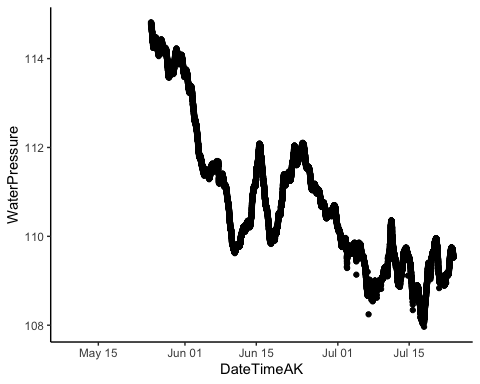 114
112
110
108
WaterPressure
May 15
Jun 01
Jun 15
Jul 01
Jul 15
DateTimeAK